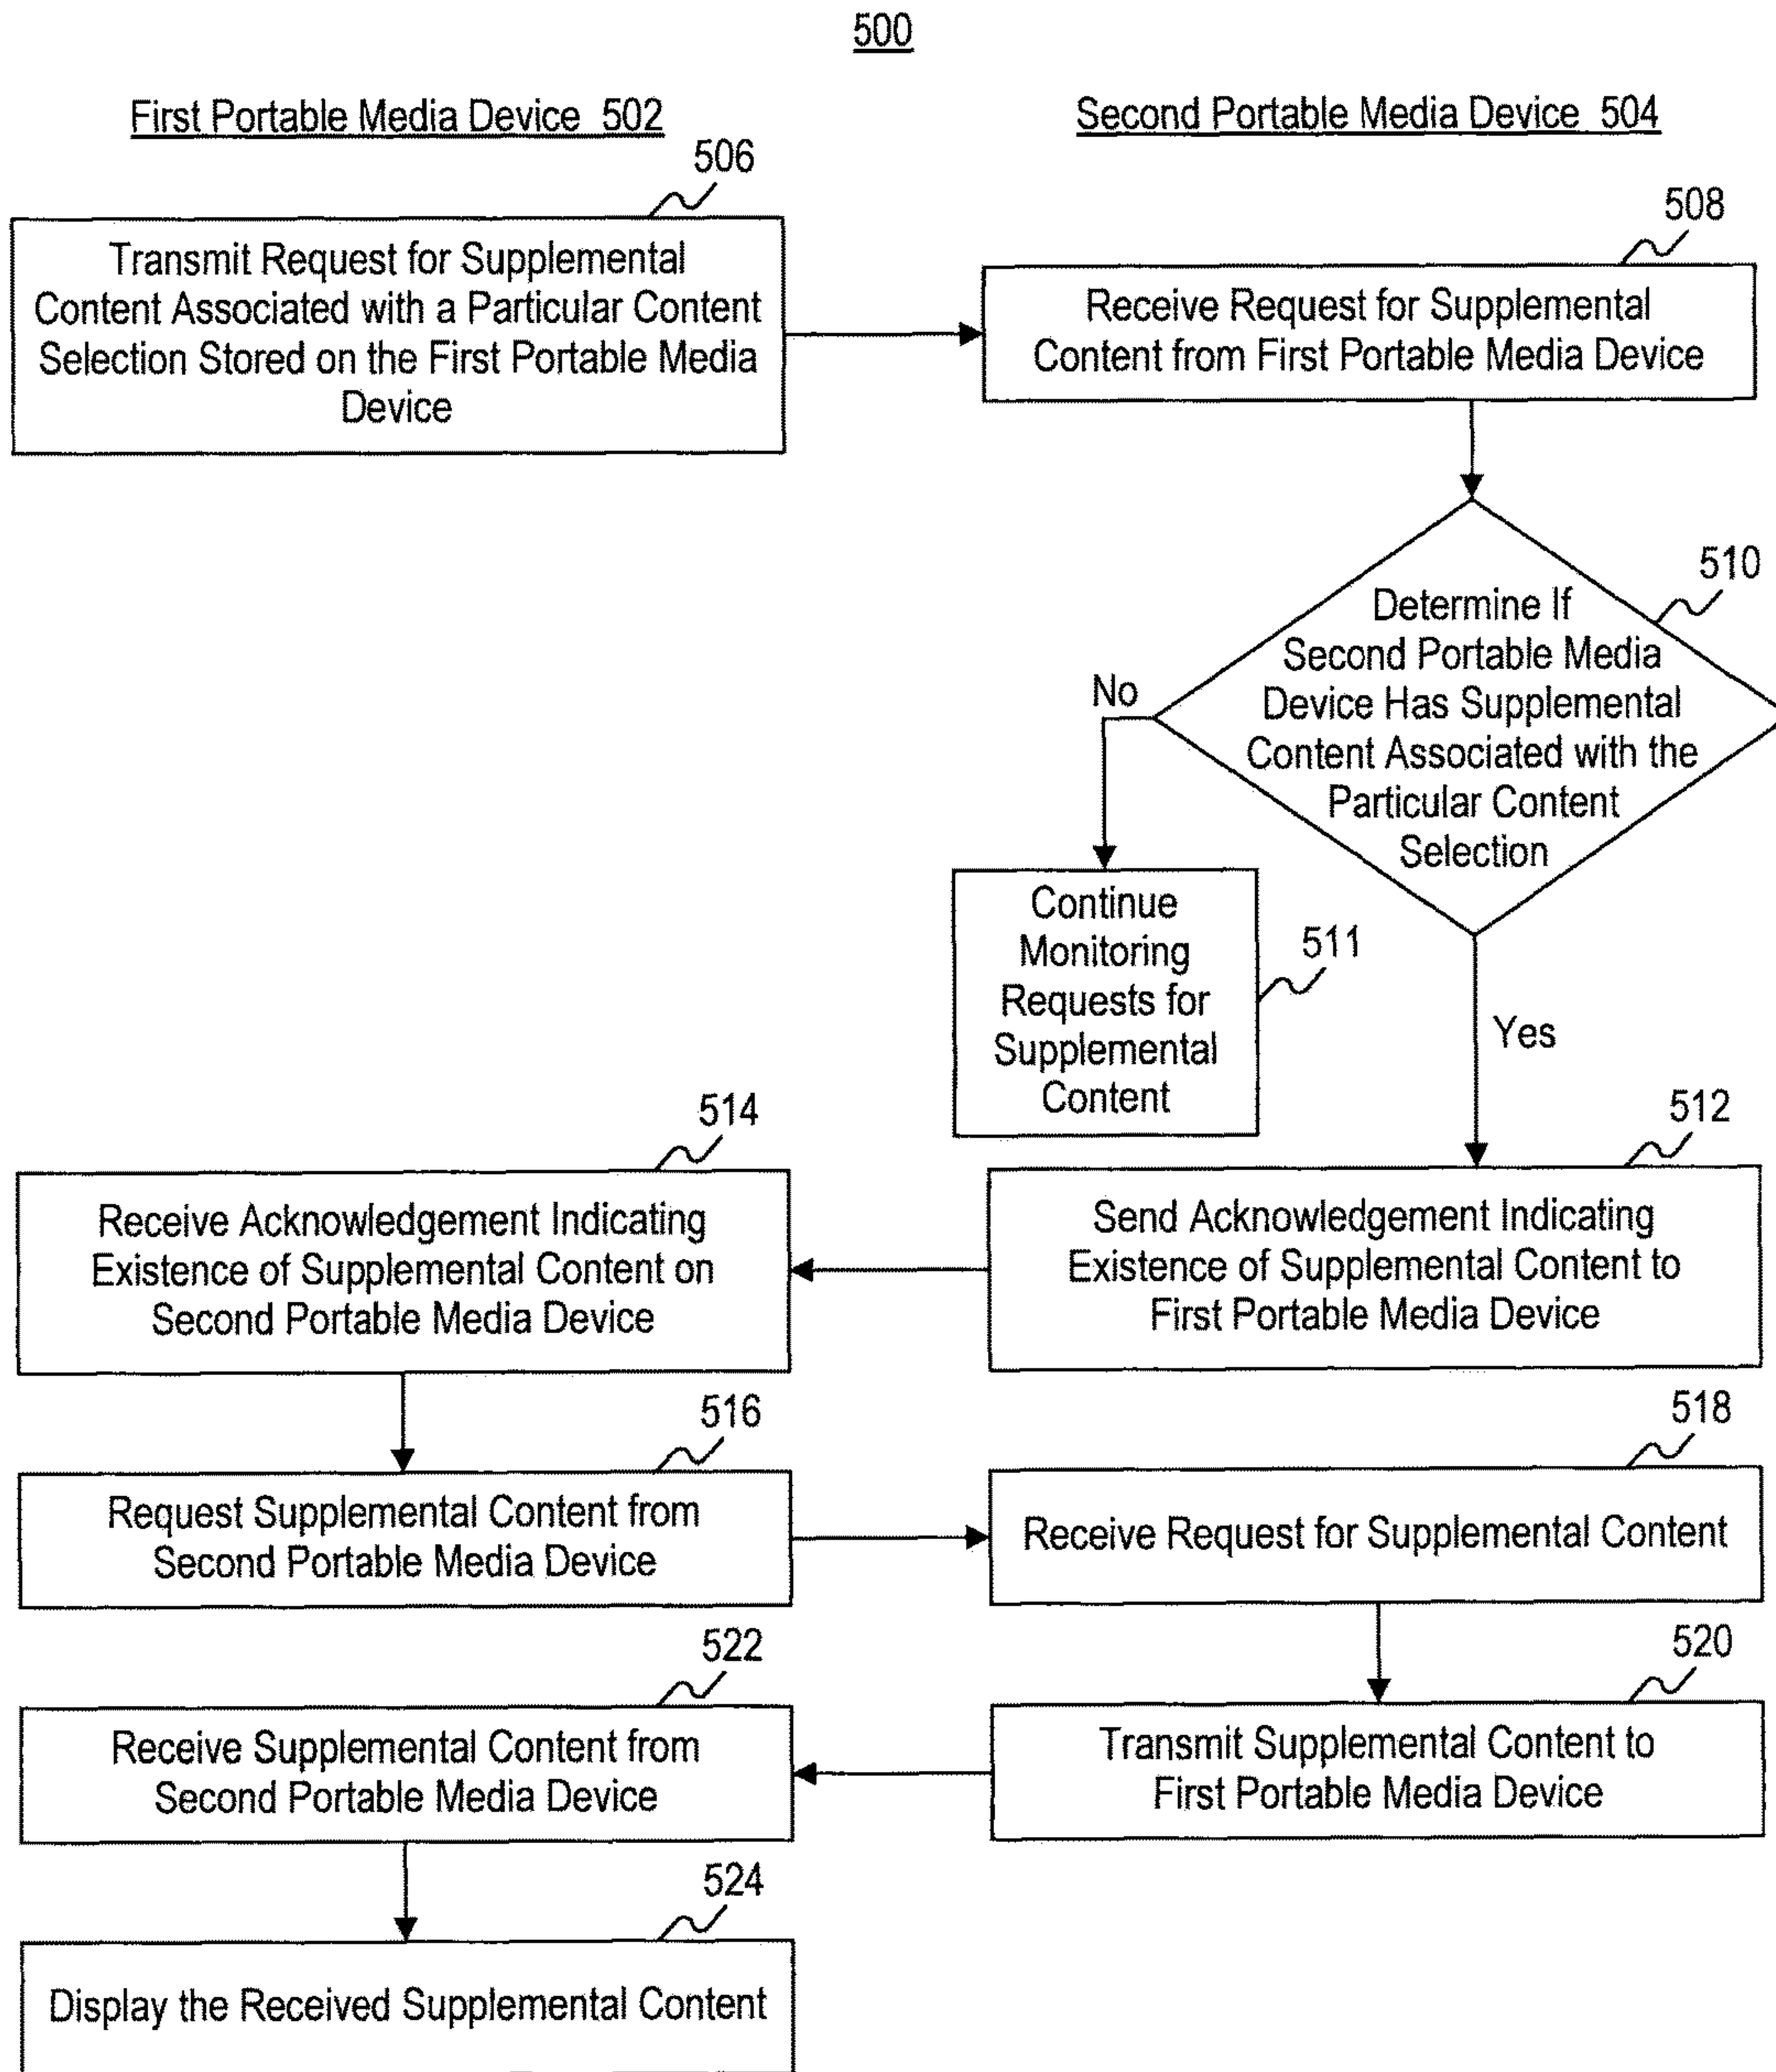 500
First Portable Media Device 502
Second Portable Media Device 504
506
Transmit Request for Supplemental
Content Associated with a Particular Content
Selection Stored on the First Portable Media
Device
508
Receive Request for Supplemental
Content from First Portable Media Device
510
Determine If
Second Portable Media
Device Has Supplemental
Content Associated with the
Particular Content
Selection
No
Yes
511
Continue
Monitoring
Requests for
Supplemental
Content
512
Send Acknowledgement Indicating
Existence of Supplemental Content to
First Portable Media Device
514
Receive Acknowledgement Indicating
Existence of Supplemental Content on
Second Portable Media Device
516
Request Supplemental Content from
Second Portable Media Device
518
Receive Request for Supplemental Content
520
Transmit Supplemental Content to
First Portable Media Device
522
Receive Supplemental Content from
Second Portable Media Device
524
Display the Received Supplemental Content